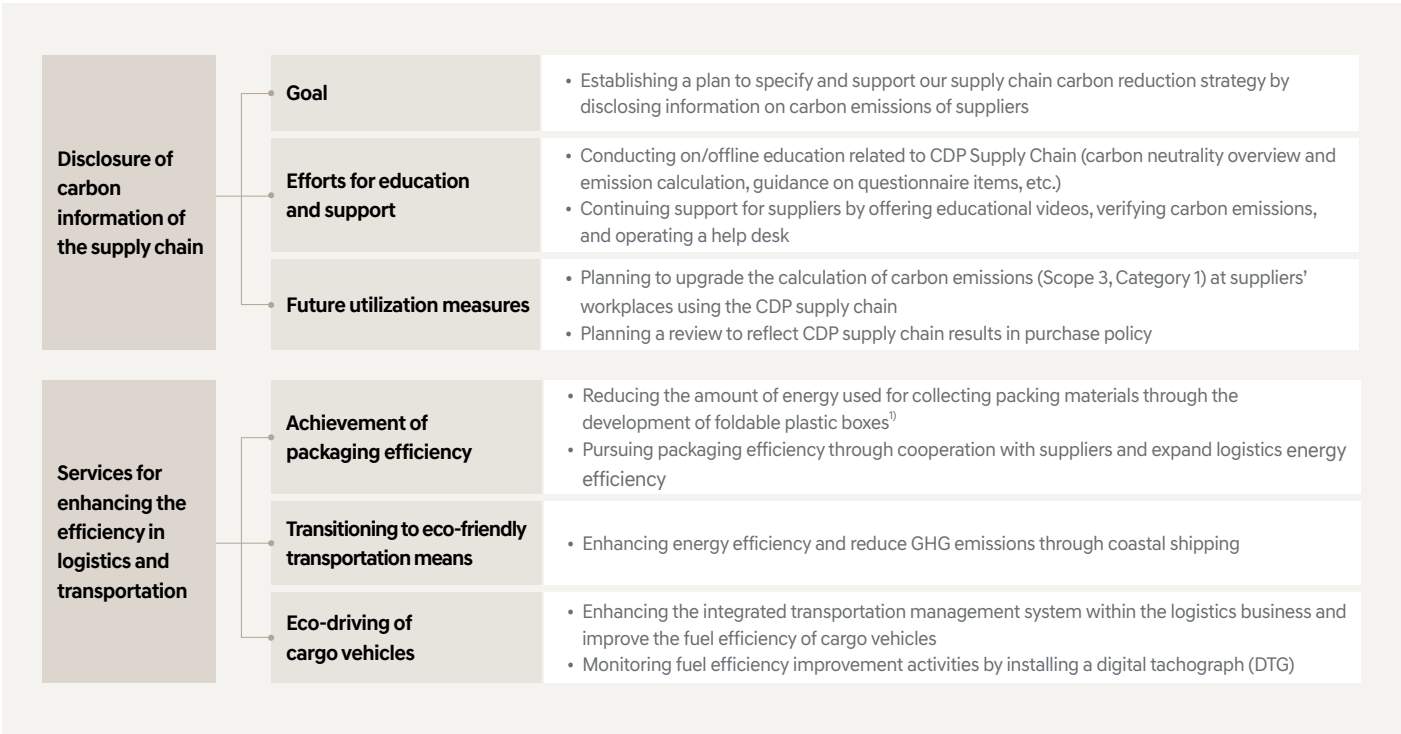 Disclosure of
carbon
information of
the supply chain
Goal
• Establishing a plan to specify and support our supply chain carbon reduction strategy by
disclosing information on carbon emissions of suppliers
Efforts for education
and support
• Conducting on/offline education related to CDP Supply Chain (carbon neutrality overview and
emission calculation, guidance on questionnaire items, etc.)
• Continuing support for suppliers by offering educational videos, verifying carbon emissions,
and operating a help desk
Future utilization measures
• Planning to upgrade the calculation of carbon emissions (Scope 3, Category 1) at suppliers’
workplaces using the CDP supply chain
• Planning a review to reflect CDP supply chain results in purchase policy
Services for
enhancing the
efficiency in
logistics and
transportation
Achievement of
packaging efficiency
• Reducing the amount of energy used for collecting packing materials through the
development of foldable plastic boxes¹⁾
• Pursuing packaging efficiency through cooperation with suppliers and expand logistics energy
efficiency
Transitioning to eco-friendly
transportation means
• Enhancing energy efficiency and reduce GHG emissions through coastal shipping
Eco-driving of
cargo vehicles
• Enhancing the integrated transportation management system within the logistics business and
improve the fuel efficiency of cargo vehicles
• Monitoring fuel efficiency improvement activities by installing a digital tachograph (DTG)